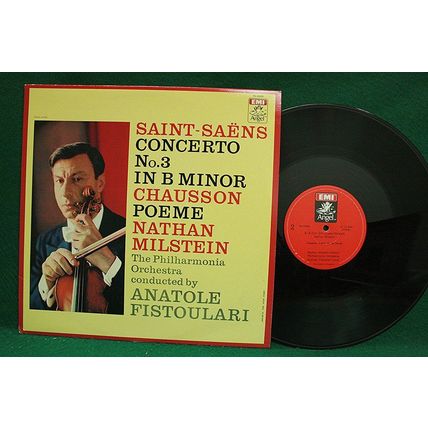 EMI
Angel
SAINT-SAËNS
CONCERTO
No.3
IN B MINOR
CHAUSSON
POEME
NATHAN
MILSTEIN
The Philharmonia
Orchestra
conducted by
ANATOLE
FISTOULARI
EMI
Angel
2